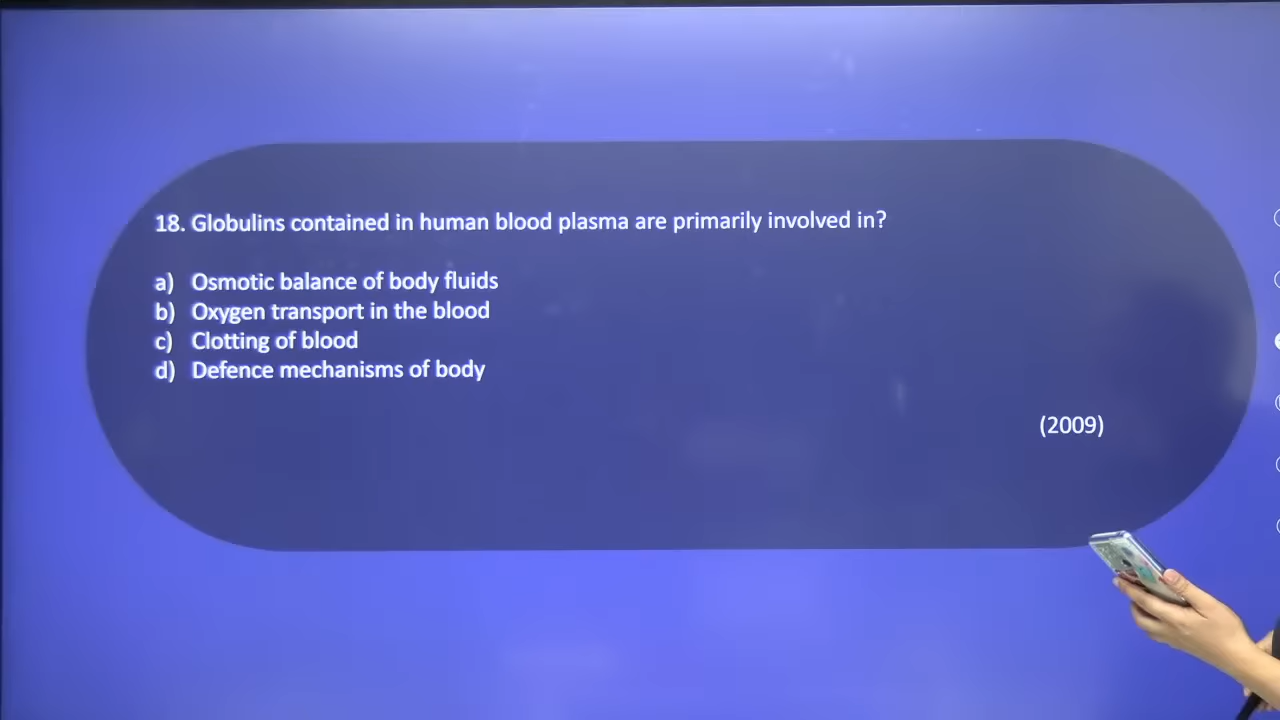 18. Globulins contained in human blood plasma are primarily involved in?
a) Osmotic balance of body fluids
b) Oxygen transport in the blood
c) Clotting of blood
d) Defence mechanisms of body
(2009)